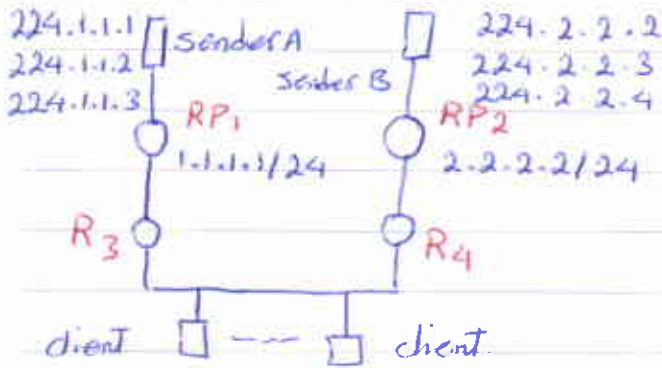 224.1.1.1 sender A 224.2.2.2
224.1.1.2 224.2.2.3
sender B
224.1.1.3 224.2.2.4
RP1 RP2
1.1.1.1/24 2.2.2.2/24
R3 R4
client client